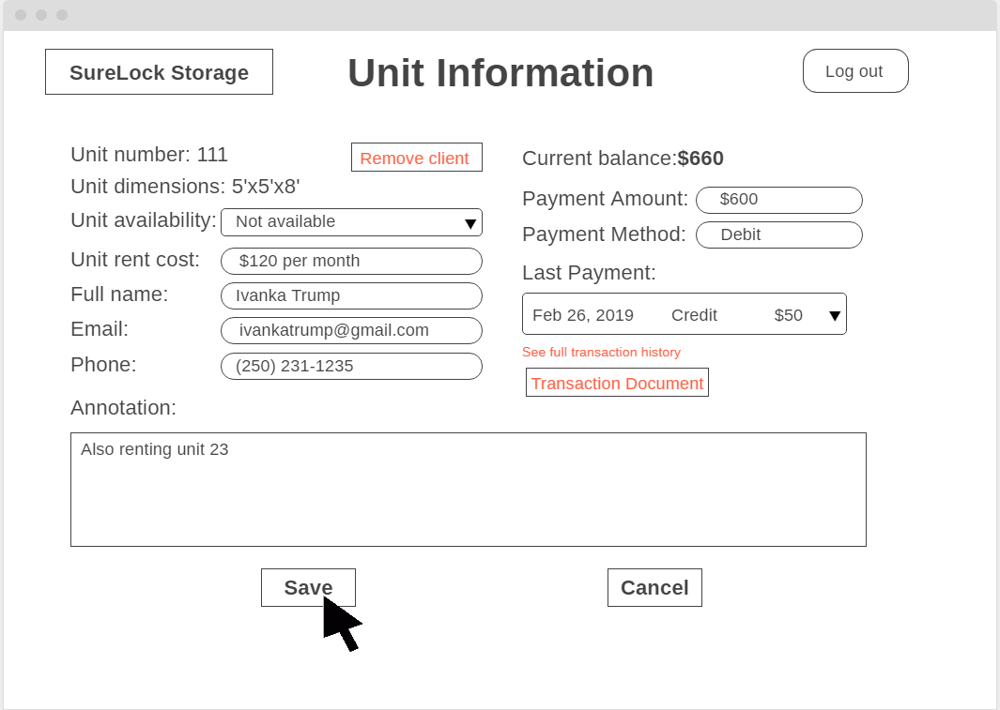 SureLock Storage
Unit Information
Log out
Unit number: 111
Remove client
Unit dimensions: 5'x5'x8'
Unit availability: Not available
Unit rent cost: $120 per month
Full name: Ivanka Trump
Email: ivankatrump@gmail.com
Phone: (250) 231-1235
Current balance:$660
Payment Amount: $600
Payment Method: Debit
Last Payment:
Feb 26, 2019 Credit $50
See full transaction history
Transaction Document
Annotation:
Also renting unit 23
Save
Cancel